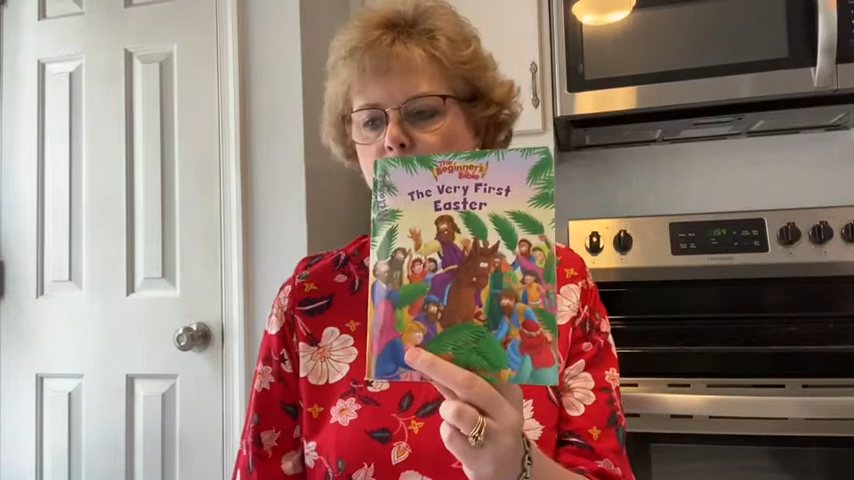 The
Beginner's
Bible
The Very First
Easter